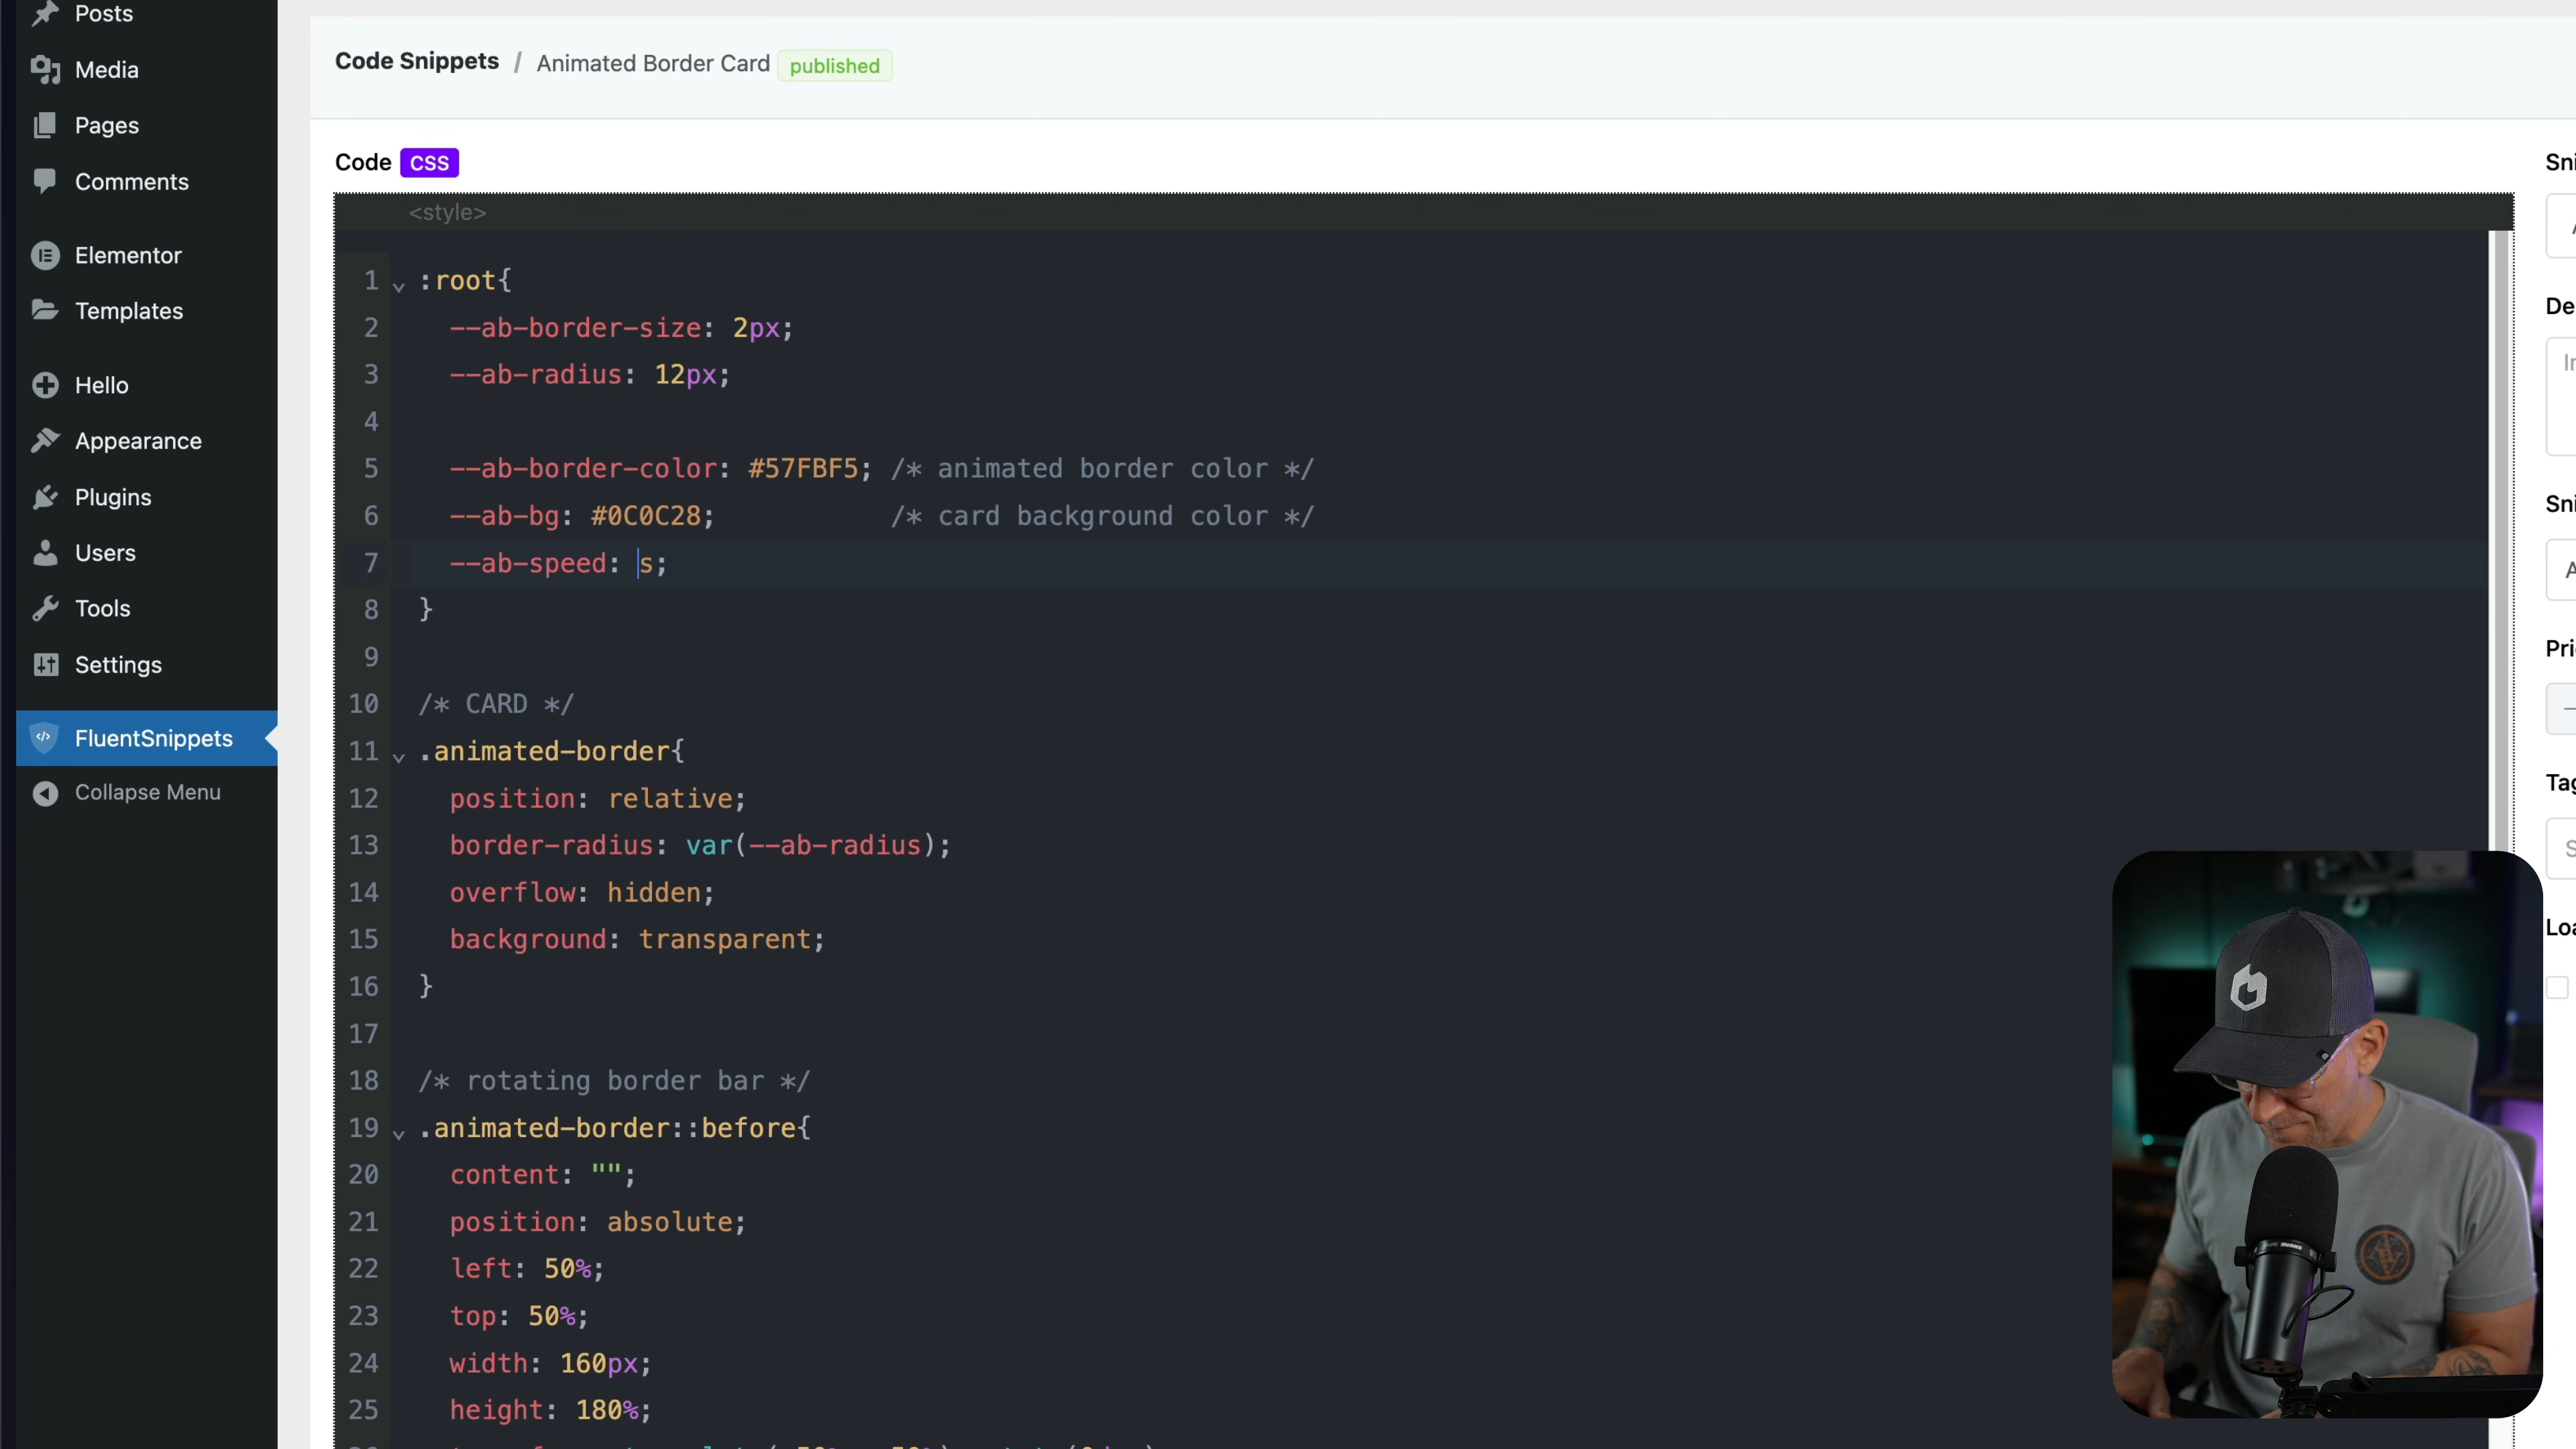 Posts
Media
Pages
Comments
Elementor
Templates
Hello
Appearance
Plugins
Users
Tools
Settings
FluentSnippets
Collapse Menu
Code Snippets / Animated Border Card published
Code CSS
<style>
1 :root{
2 --ab-border-size: 2px;
3 --ab-radius: 12px;
4
5 --ab-border-color: #57FBF5; /* animated border color */
6 --ab-bg: #0C0C28; /* card background color */
7 --ab-speed: s;
8 }
9
10 /* CARD */
11 .animated-border{
12 position: relative;
13 border-radius: var(--ab-radius);
14 overflow: hidden;
15 background: transparent;
16 }
17
18 /* rotating border bar */
19 .animated-border::before{
20 content: "";
21 position: absolute;
22 left: 50%;
23 top: 50%;
24 width: 160px;
25 height: 180%;